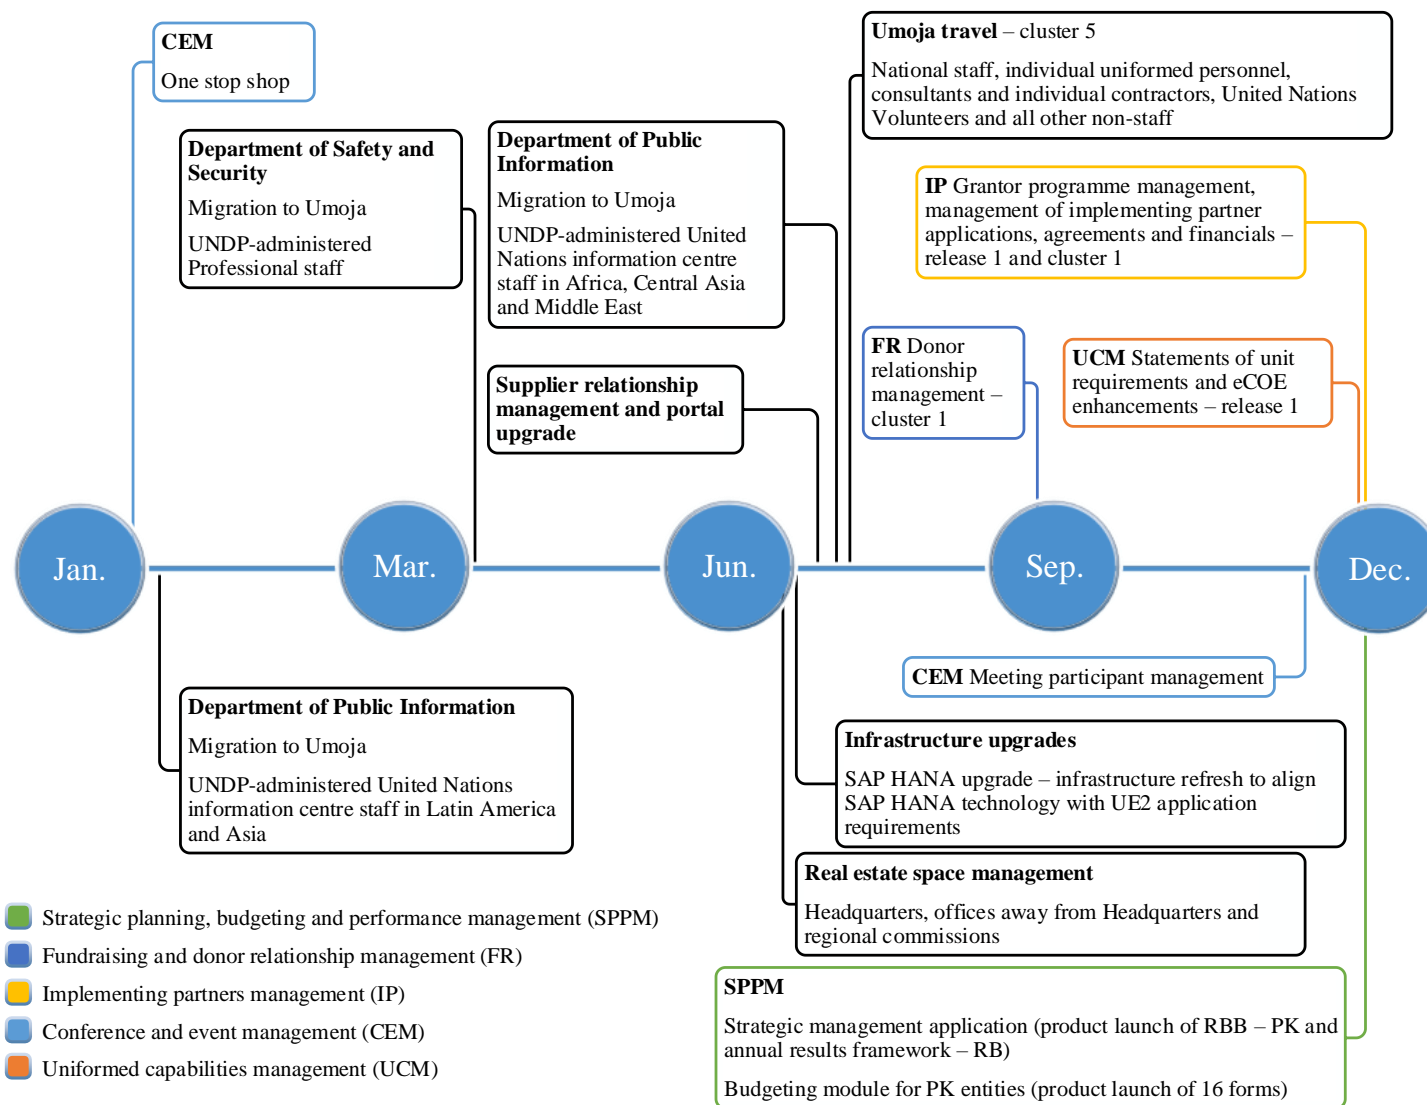 CEM
One stop shop
Department of Safety and
Security
Migration to Umoja
UNDP-administered
Professional staff
Department of Public
Information
Migration to Umoja
UNDP-administered United
Nations information centre
staff in Africa, Central Asia
and Middle East
Supplier relationship
management and portal
upgrade
Umoja travel – cluster 5
National staff, individual uniformed personnel,
consultants and individual contractors, United Nations
Volunteers and all other non-staff
IP Grantor programme management,
management of implementing partner
applications, agreements and financials –
release 1 and cluster 1
FR Donor
relationship
management –
cluster 1
UCM Statements of unit
requirements and eCOE
enhancements – release 1
Jan.
Mar.
Jun.
Sep.
Dec.
CEM Meeting participant management
Department of Public Information
Migration to Umoja
UNDP-administered United Nations
information centre staff in Latin America
and Asia
Infrastructure upgrades
SAP HANA upgrade – infrastructure refresh to align
SAP HANA technology with UE2 application
requirements
Real estate space management
Headquarters, offices away from Headquarters and
regional commissions
SPPM
Strategic management application (product launch of RBB – PK and
annual results framework – RB)
Budgeting module for PK entities (product launch of 16 forms)
Strategic planning, budgeting and performance management (SPPM)
Fundraising and donor relationship management (FR)
Implementing partners management (IP)
Conference and event management (CEM)
Uniformed capabilities management (UCM)